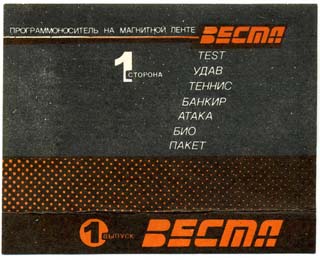 ПРОГРАММОНОСИТЕЛЬ НА МАГНИТНОЙ ЛЕНТЕ ВЕСТА
1 СТОРОНА
TEST
УДАВ
ТЕННИС
БАНКИР
АТАКА
БИО
ПАКЕТ
1 ВЫПУСК ВЕСТА